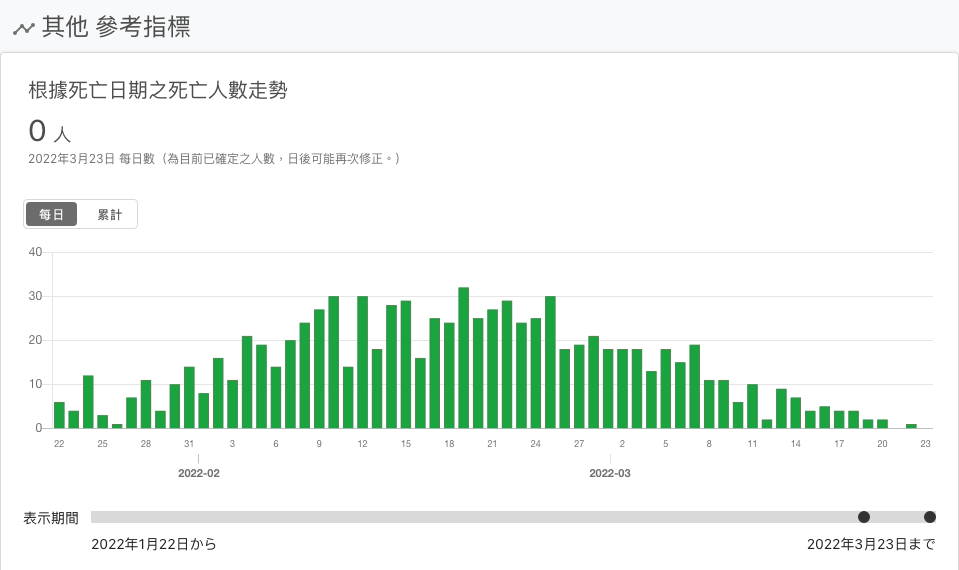 其他 參考指標
根據死亡日期之死亡人數走勢
0 人
2022年3月23日 每日數（為目前已確定之人數，日後可能再次修正。）
每日 累計
40
30
20
10
0
22 25 28 31 3 6 9 12 15 18 21 24 27 2 5 8 11 14 17 20 23
2022-02 2022-03
表示期間
2022年1月22日から 2022年3月23日まで